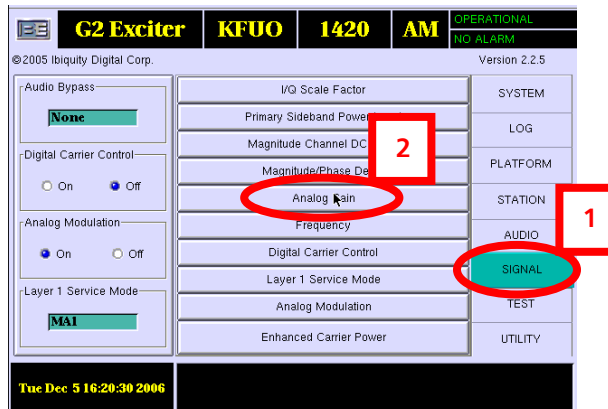 G2 Exciter KFUO 1420 AM
OPERATIONAL
NO ALARM
©2005 Ibiquity Digital Corp.
Version 2.2.5
Audio Bypass
None
Digital Carrier Control
On Off
Analog Modulation
On Off
Layer 1 Service Mode
MA1
I/Q Scale Factor
Primary Sideband Power
Magnitude Channel DC
Magnitude/Phase De
Analog Gain
Frequency
Digital Carrier Control
Layer 1 Service Mode
Analog Modulation
Enhanced Carrier Power
2
SYSTEM
LOG
PLATFORM
STATION
AUDIO
SIGNAL
TEST
UTILITY
1
Tue Dec 5 16:20:30 2006